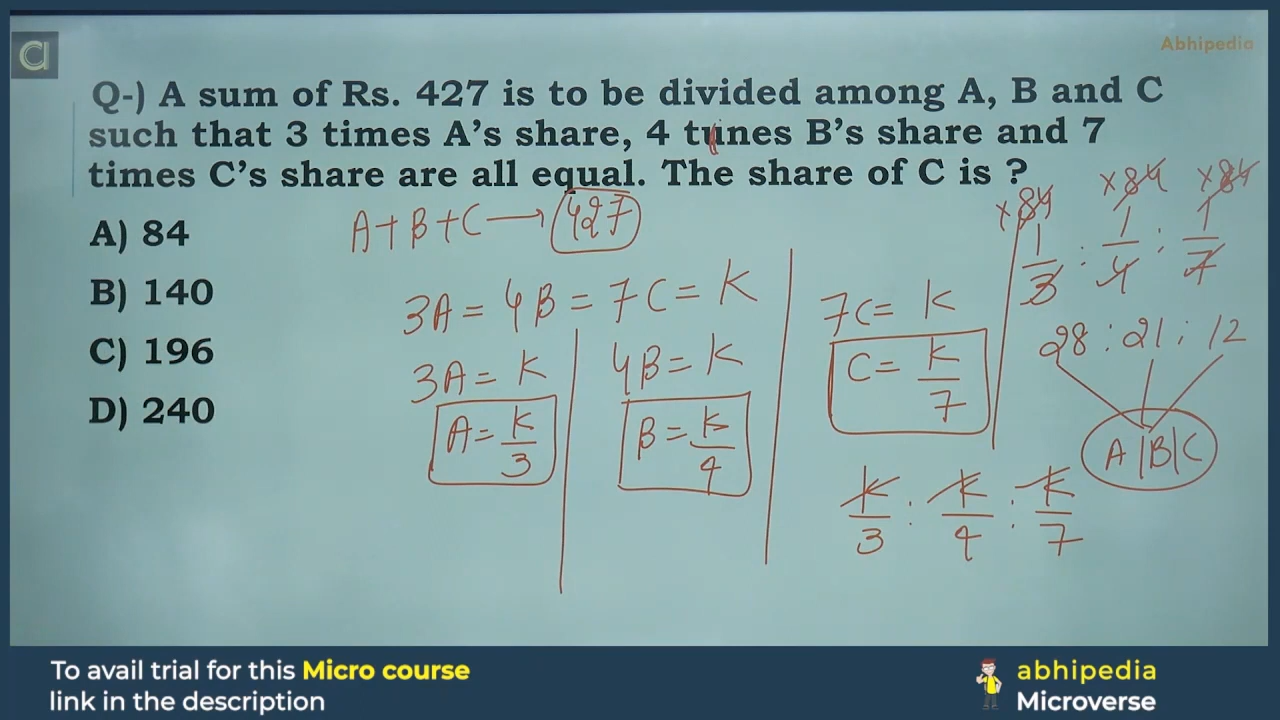 Abhipedia
Q-) A sum of Rs. 427 is to be divided among A, B and C
such that 3 times A's share, 4 tunes B's share and 7
times C's share are all equal. The share of C is ?
A) 84
B) 140
C) 196
D) 240
A+B+C → 427
3A = 4B = 7C = K
3A = K
A = K/3
4B = K
B = K/4
7C = K
C = K/7
K/3 : K/4 : K/7
×84 ×84 ×84
1/3 : 1/4 : 1/7
28 : 21 : 12
A|B|C
To avail trial for this Micro course
link in the description
abhipedia
Microverse